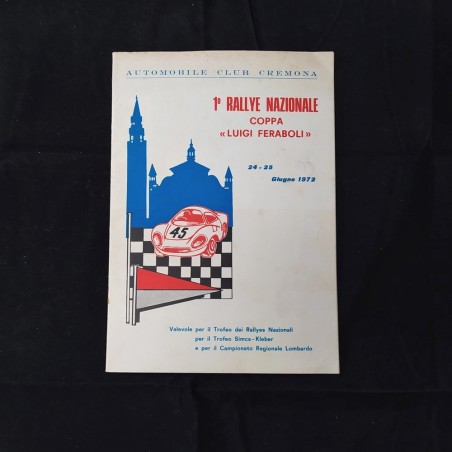 AUTOMOBILE CLUB CREMONA
1º RALLYE NAZIONALE
COPPA
« LUIGI FERABOLI »
24 - 25
Giugno 1972
45
Valevole per il Trofeo dei Rallyes Nazionali
per il Trofeo Simca-Kleber
e per il Campionato Regionale Lombardo